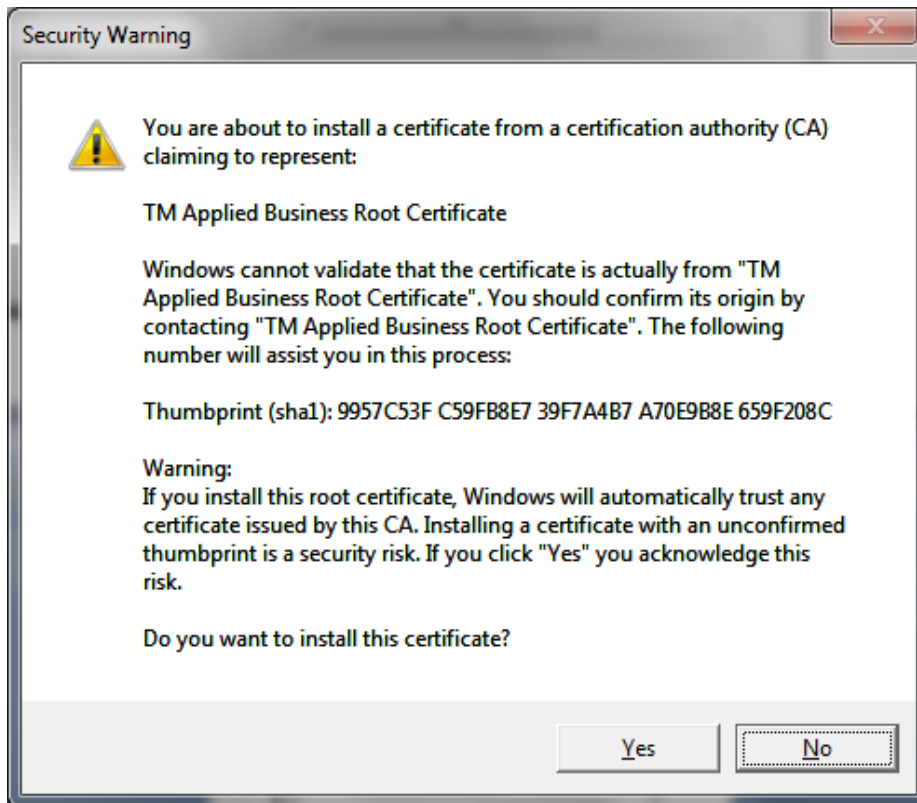 Security Warning
You are about to install a certificate from a certification authority (CA)
claiming to represent:
TM Applied Business Root Certificate
Windows cannot validate that the certificate is actually from "TM
Applied Business Root Certificate". You should confirm its origin by
contacting "TM Applied Business Root Certificate". The following
number will assist you in this process:
Thumbprint (sha1): 9957C53F C59FB8E7 39F7A4B7 A70E9B8E 659F208C
Warning:
If you install this root certificate, Windows will automatically trust any
certificate issued by this CA. Installing a certificate with an unconfirmed
thumbprint is a security risk. If you click "Yes" you acknowledge this
risk.
Do you want to install this certificate?
Yes No